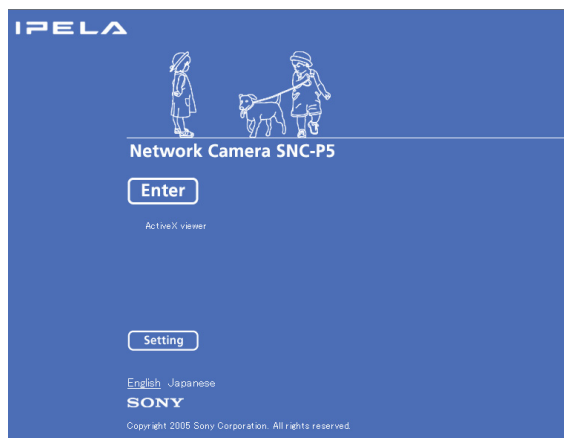 IPELA
Network Camera SNC-P5
Enter
ActiveX viewer
Setting
English Japanese
SONY
Copyright 2005 Sony Corporation. All rights reserved.